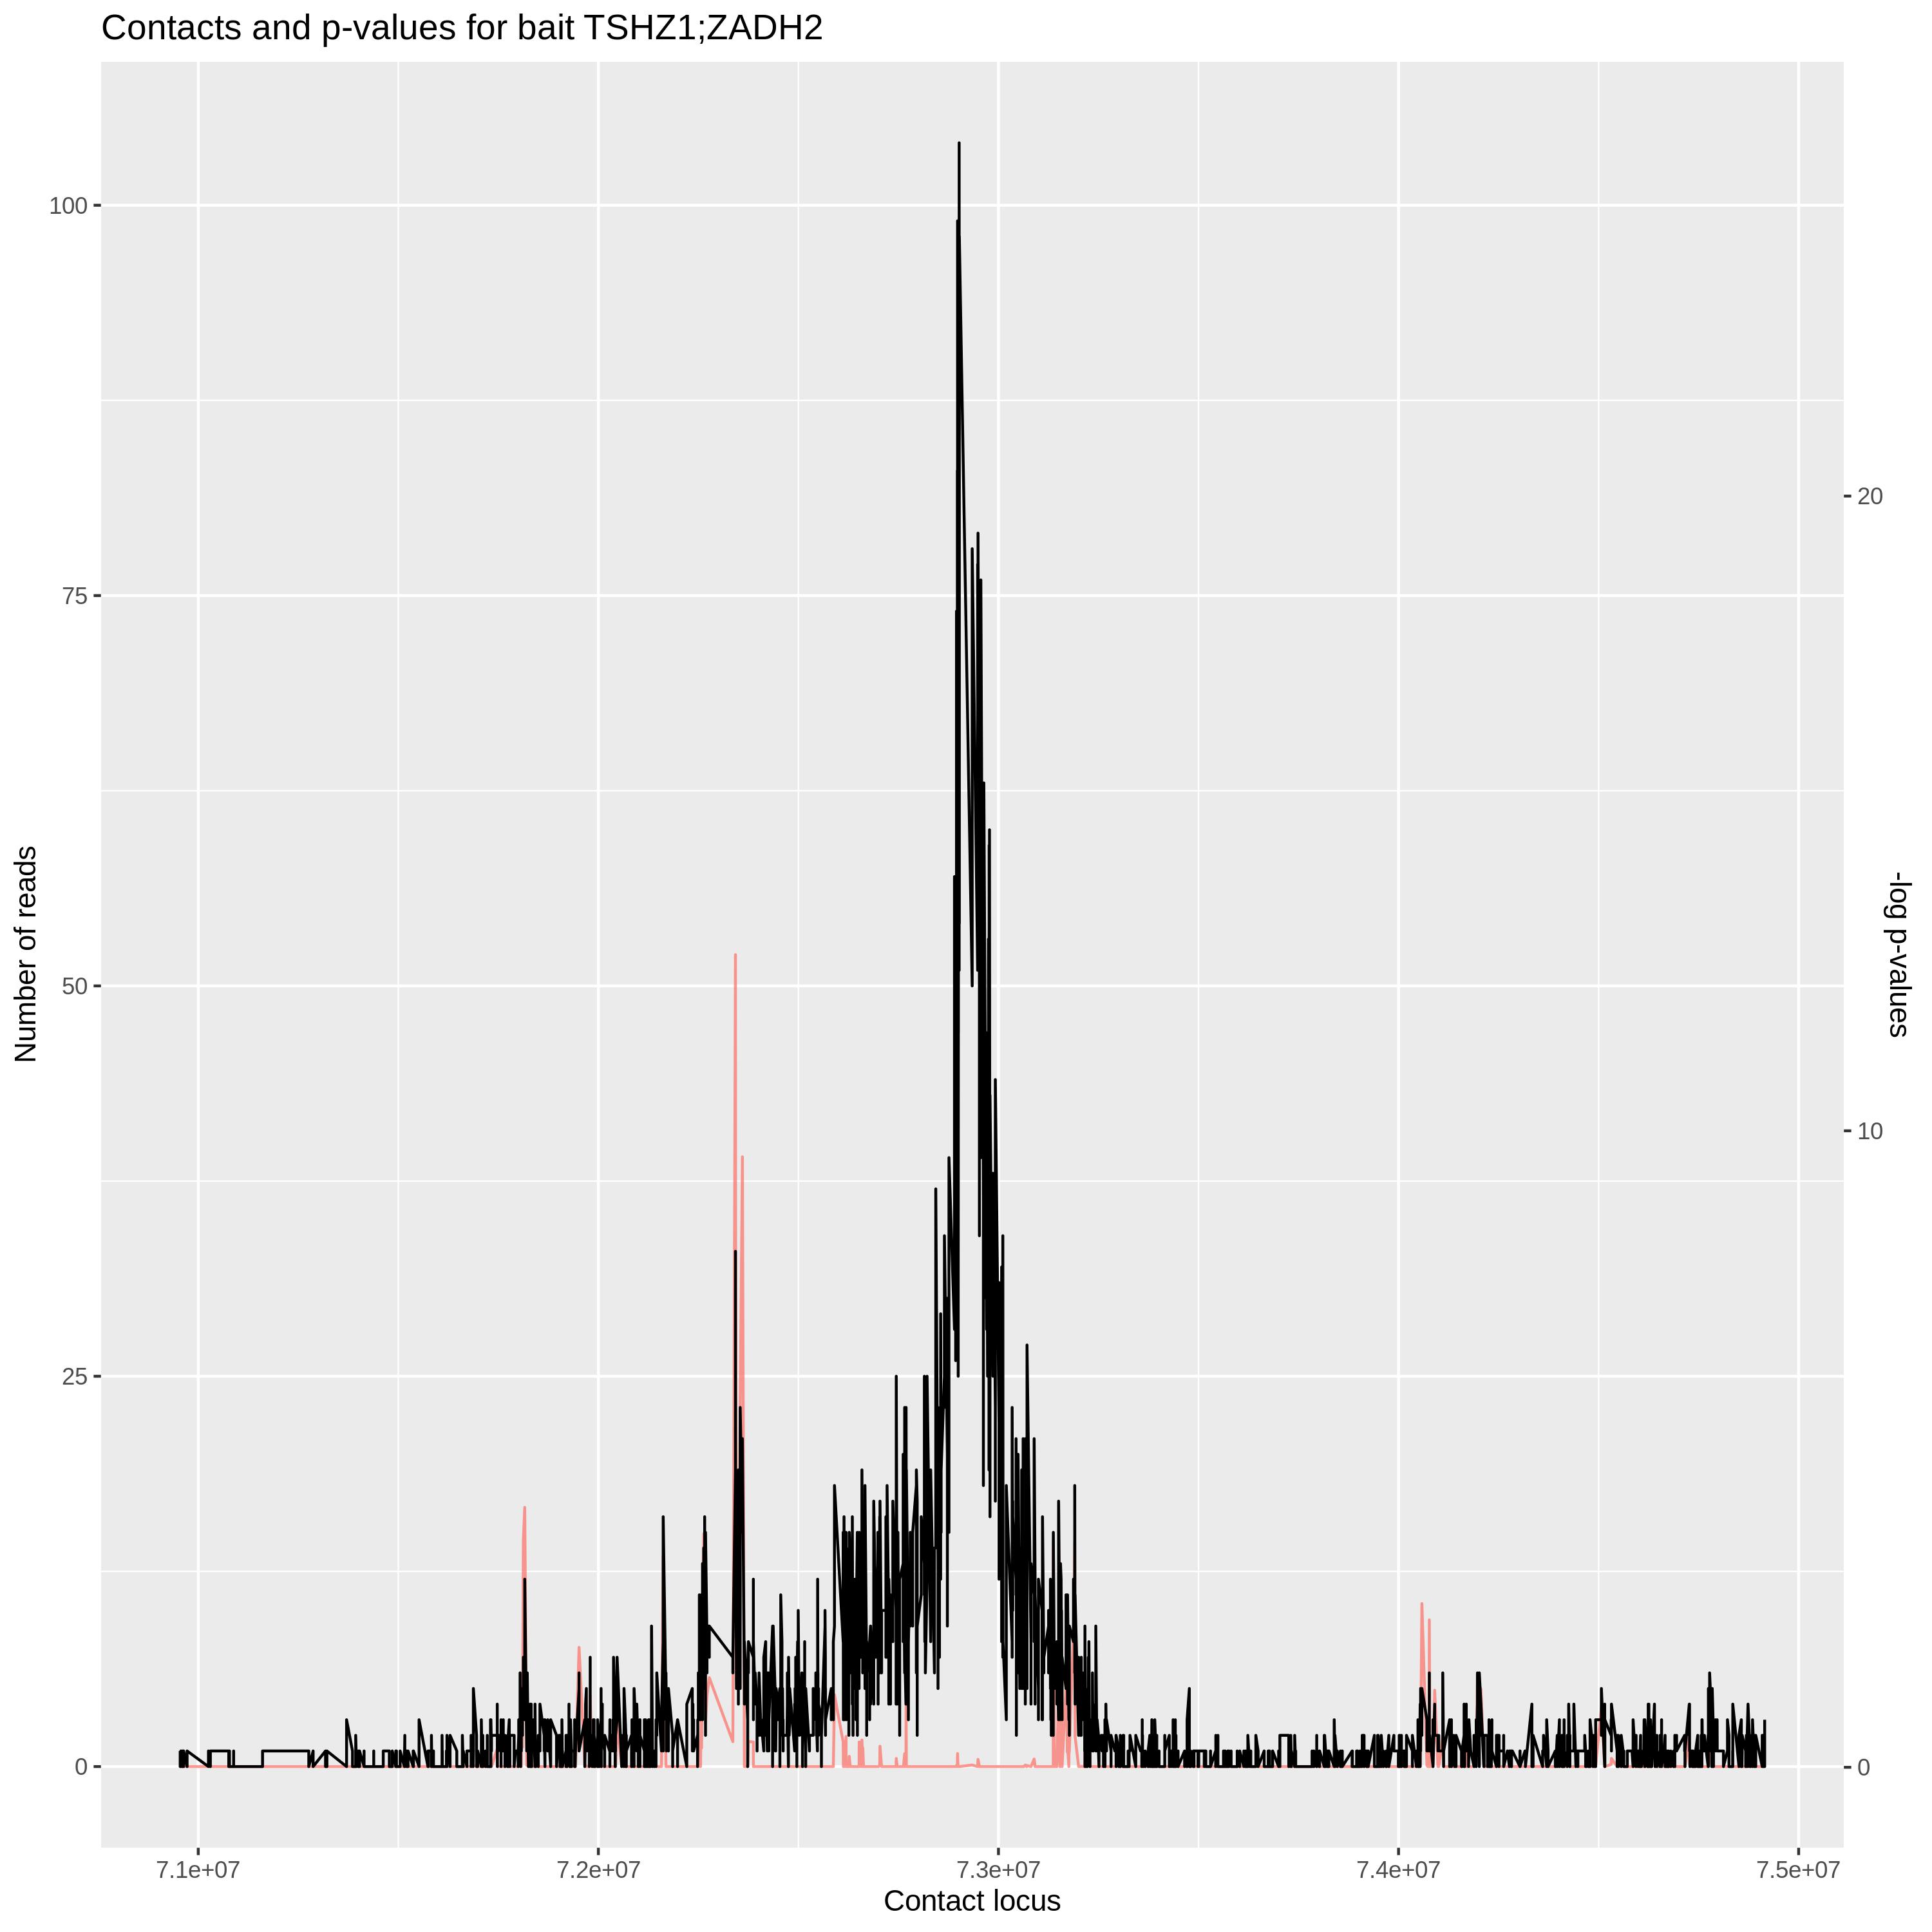 Contacts and p-values for bait TSHZ1;ZADH2
100
75
50
25
0
Number of reads
20
10
0
-log p-values
7.1e+07
7.2e+07
7.3e+07
7.4e+07
7.5e+07
Contact locus